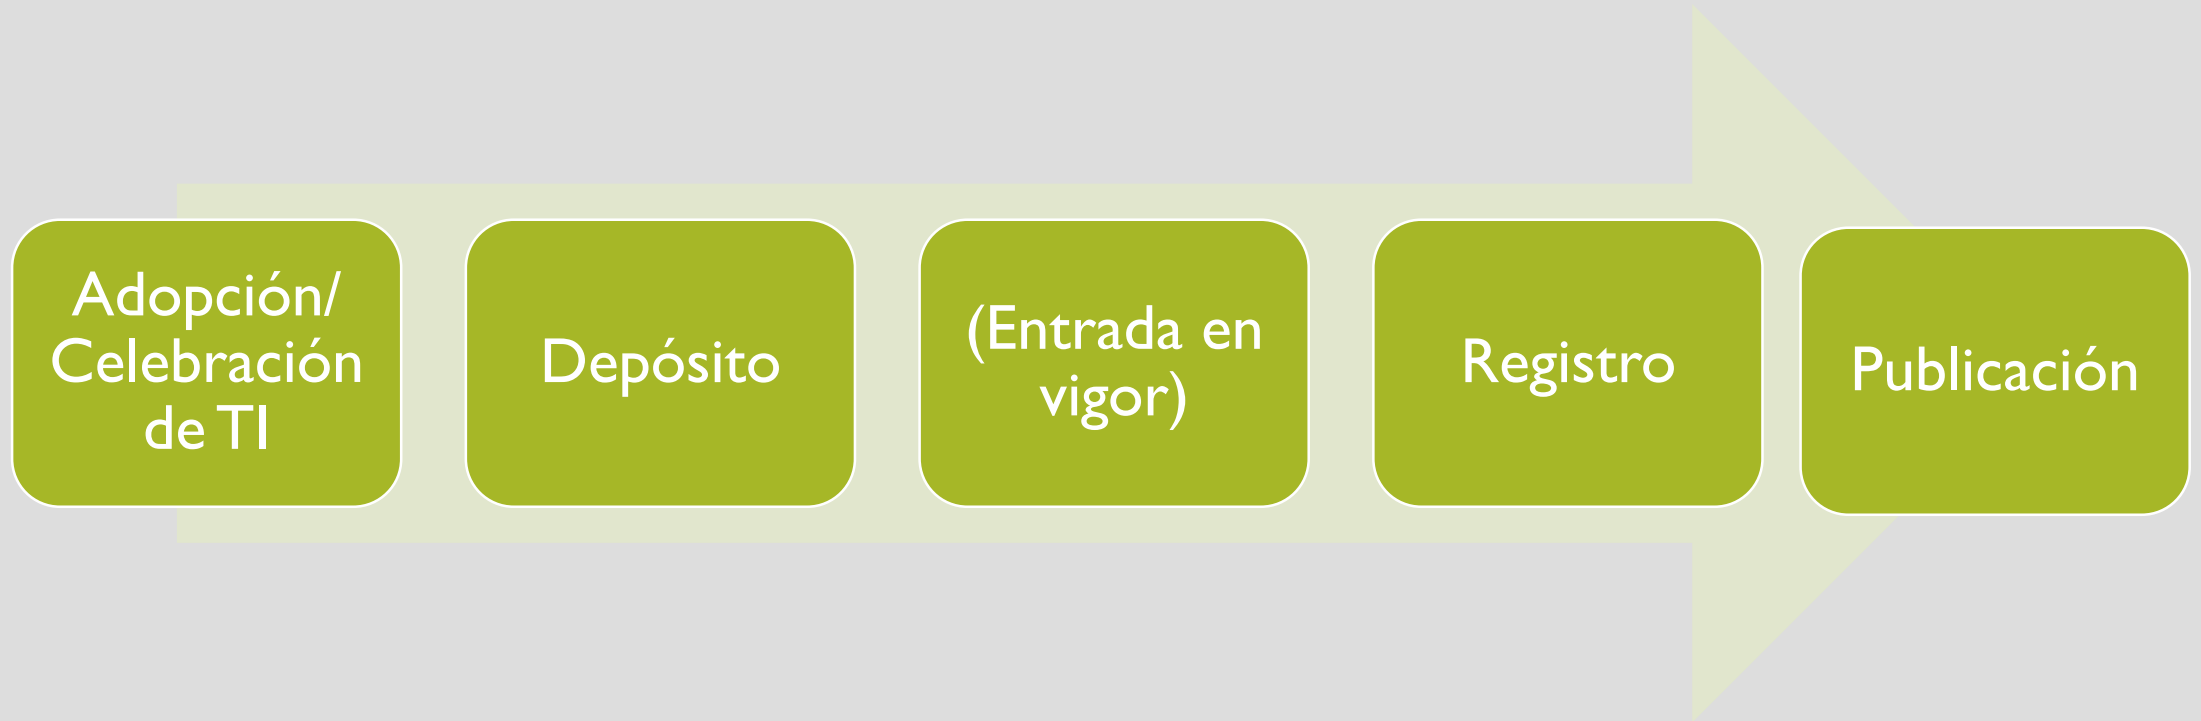 Adopción/
Celebración
de TI
Depósito
(Entrada en
vigor)
Registro
Publicación